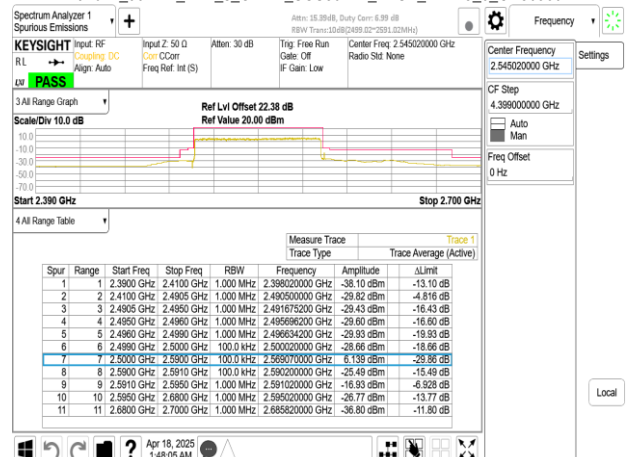 Spectrum Analyzer 1
Spurious Emissions
Attn: 15.39dB, Duty Corr: 6.99 dB
RBW Trans:10dB(2499.02~2591.02MHz)
Frequency
KEYSIGHT
Input: RF
Coupling: DC
Align: Auto
Input Z: 50 Ω
Corr CCorr
Freq Ref: Int (S)
Atten: 30 dB
Trig: Free Run
Gate: Off
IF Gain: Low
Center Freq: 2.545020000 GHz
Radio Std: None
RL
LXI
PASS
3 All Range Graph
Scale/Div 10.0 dB
Ref Lvl Offset 22.38 dB
Ref Value 20.00 dBm
10.0
-10.0
-30.0
-50.0
-70.0
Start 2.390 GHz
Stop 2.700 GHz
4 All Range Table
Measure Trace Trace 1
Trace Type Trace Average (Active)
Spur Range Start Freq Stop Freq RBW Frequency Amplitude ΔLimit
1 1 2.3900 GHz 2.4100 GHz 1.000 MHz 2.398020000 GHz -38.10 dBm -13.10 dB
2 2 2.4100 GHz 2.4905 GHz 1.000 MHz 2.490500000 GHz -29.82 dBm -4.816 dB
3 3 2.4905 GHz 2.4950 GHz 1.000 MHz 2.491675200 GHz -29.43 dBm -16.43 dB
4 4 2.4950 GHz 2.4960 GHz 1.000 MHz 2.495696200 GHz -29.60 dBm -16.60 dB
5 5 2.4960 GHz 2.4990 GHz 1.000 MHz 2.496634200 GHz -29.93 dBm -19.93 dB
6 6 2.4990 GHz 2.5000 GHz 100.0 kHz 2.500020000 GHz -28.66 dBm -18.66 dB
7 7 2.5000 GHz 2.5900 GHz 100.0 kHz 2.569070000 GHz 6.139 dBm -29.86 dB
8 8 2.5900 GHz 2.5910 GHz 100.0 kHz 2.590200000 GHz -25.49 dBm -15.49 dB
9 9 2.5910 GHz 2.5950 GHz 1.000 MHz 2.591020000 GHz -16.93 dBm -6.928 dB
10 10 2.5950 GHz 2.6800 GHz 1.000 MHz 2.595020000 GHz -26.77 dBm -13.77 dB
11 11 2.6800 GHz 2.7000 GHz 1.000 MHz 2.685820000 GHz -36.80 dBm -11.80 dB
Center Frequency
2.545020000 GHz
Settings
CF Step
4.399000000 GHz
Auto
Man
Freq Offset
0 Hz
Local
Apr 18, 2025
1:48:05 AM